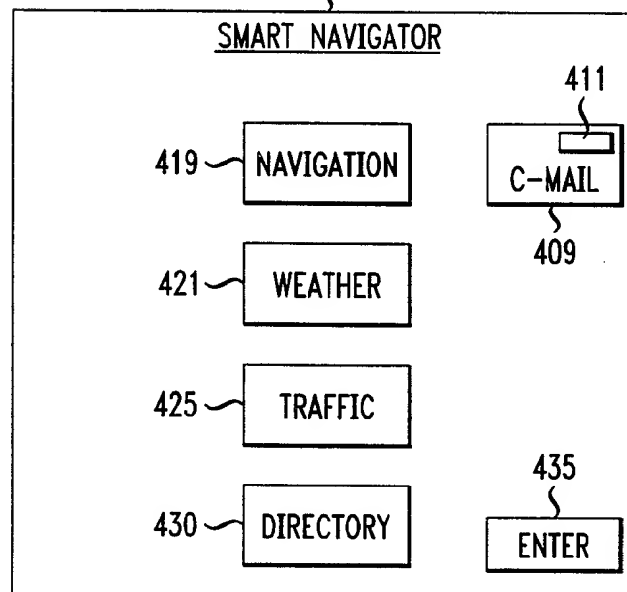 SMART NAVIGATOR
411
419 NAVIGATION C-MAIL
409
421 WEATHER
425 TRAFFIC
435
430 DIRECTORY ENTER